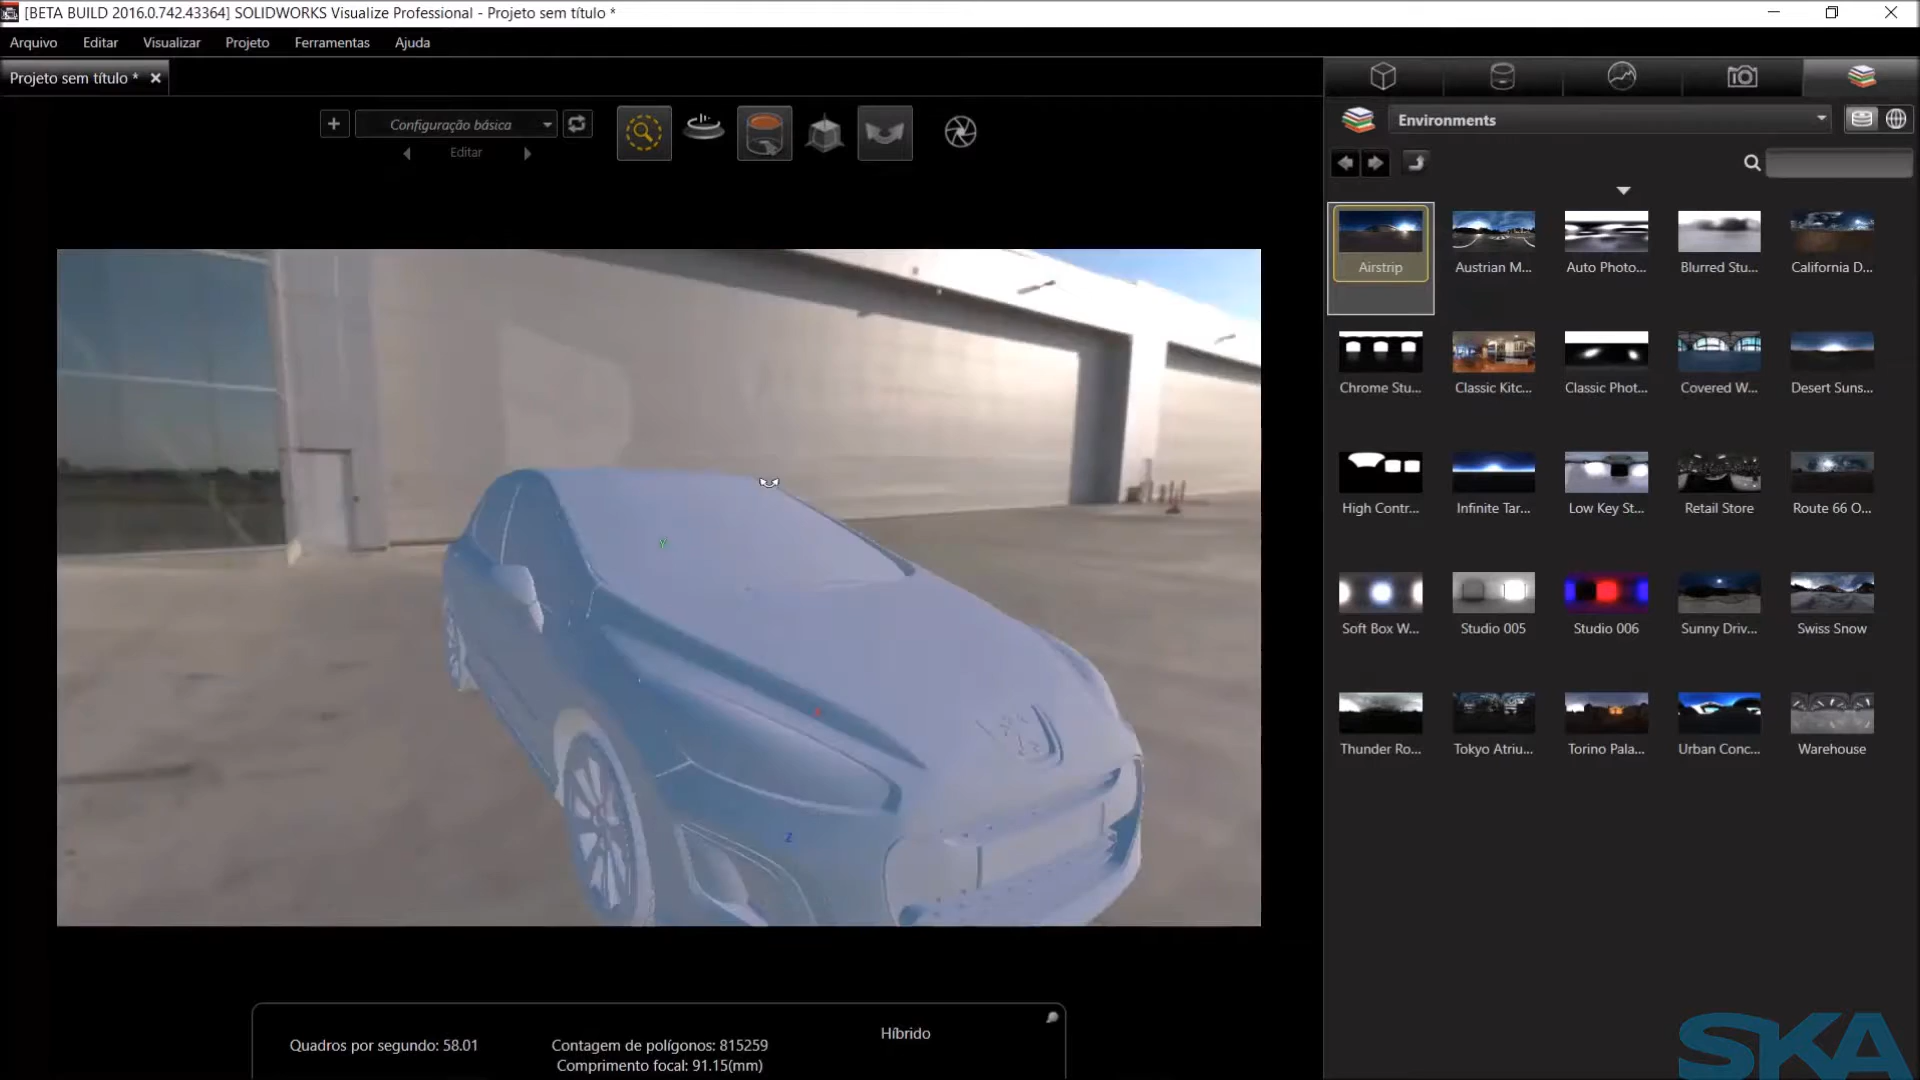 [BETA BUILD 2016.0.742.43364] SOLIDWORKS Visualize Professional - Projeto sem título *
Arquivo Editar Visualizar Projeto Ferramentas Ajuda
Projeto sem título *
Configuração básica
Editar
Environments
Airstrip Austrian M... Auto Photo... Blurred Stu... California D...
Chrome Stu... Classic Kitc... Classic Phot... Covered W... Desert Suns...
High Contr... Infinite Tar... Low Key St... Retail Store Route 66 O...
Soft Box W... Studio 005 Studio 006 Sunny Driv... Swiss Snow
Thunder Ro... Tokyo Atriu... Torino Pala... Urban Conc... Warehouse
Y
Z
Híbrido
Quadros por segundo: 58.01
Contagem de polígonos: 815259
Comprimento focal: 91.15(mm)
SKA